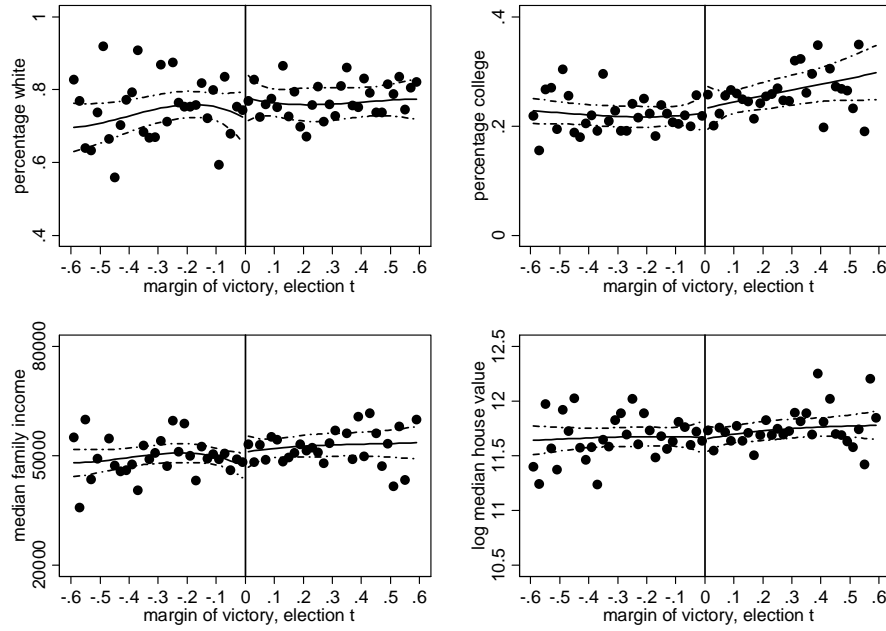 percentage white
1
.8
.6
.4
-.6 -.5 -.4 -.3 -.2 -.1 0 .1 .2 .3 .4 .5 .6
margin of victory, election t
percentage college
.4
.2
0
-.6 -.5 -.4 -.3 -.2 -.1 0 .1 .2 .3 .4 .5 .6
margin of victory, election t
median family income
80000
50000
20000
-.6 -.5 -.4 -.3 -.2 -.1 0 .1 .2 .3 .4 .5 .6
margin of victory, election t
log median house value
12.5
12
11.5
11
10.5
-.6 -.5 -.4 -.3 -.2 -.1 0 .1 .2 .3 .4 .5 .6
margin of victory, election t